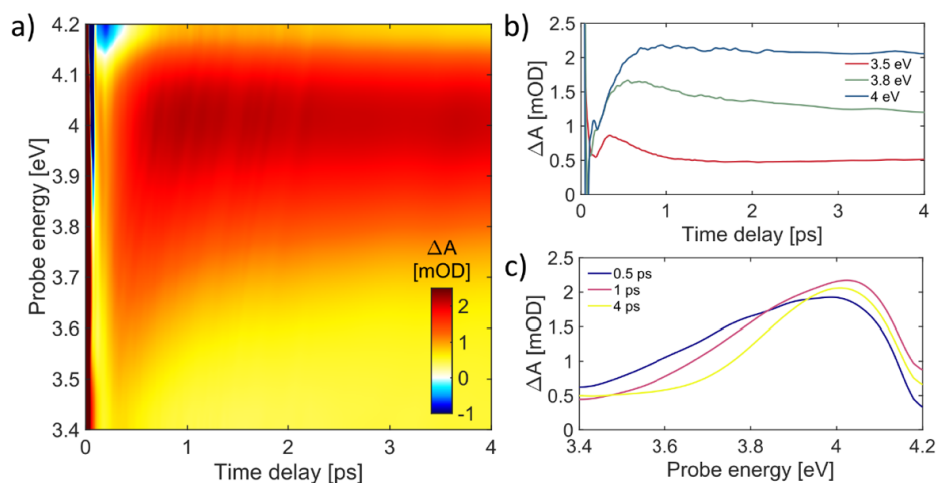 a)
4.2
4.1
4
3.9
3.8
3.7
3.6
3.5
3.4
Probe energy [eV]
0
1
2
3
4
Time delay [ps]
ΔA
[mOD]
2
1
0
-1
b)
2.5
2
1.5
1
0.5
0
ΔA [mOD]
3.5 eV
3.8 eV
4 eV
0
1
2
3
4
Time delay [ps]
c)
2.5
2
1.5
1
0.5
0
ΔA [mOD]
0.5 ps
1 ps
4 ps
3.4
3.6
3.8
4
4.2
Probe energy [eV]